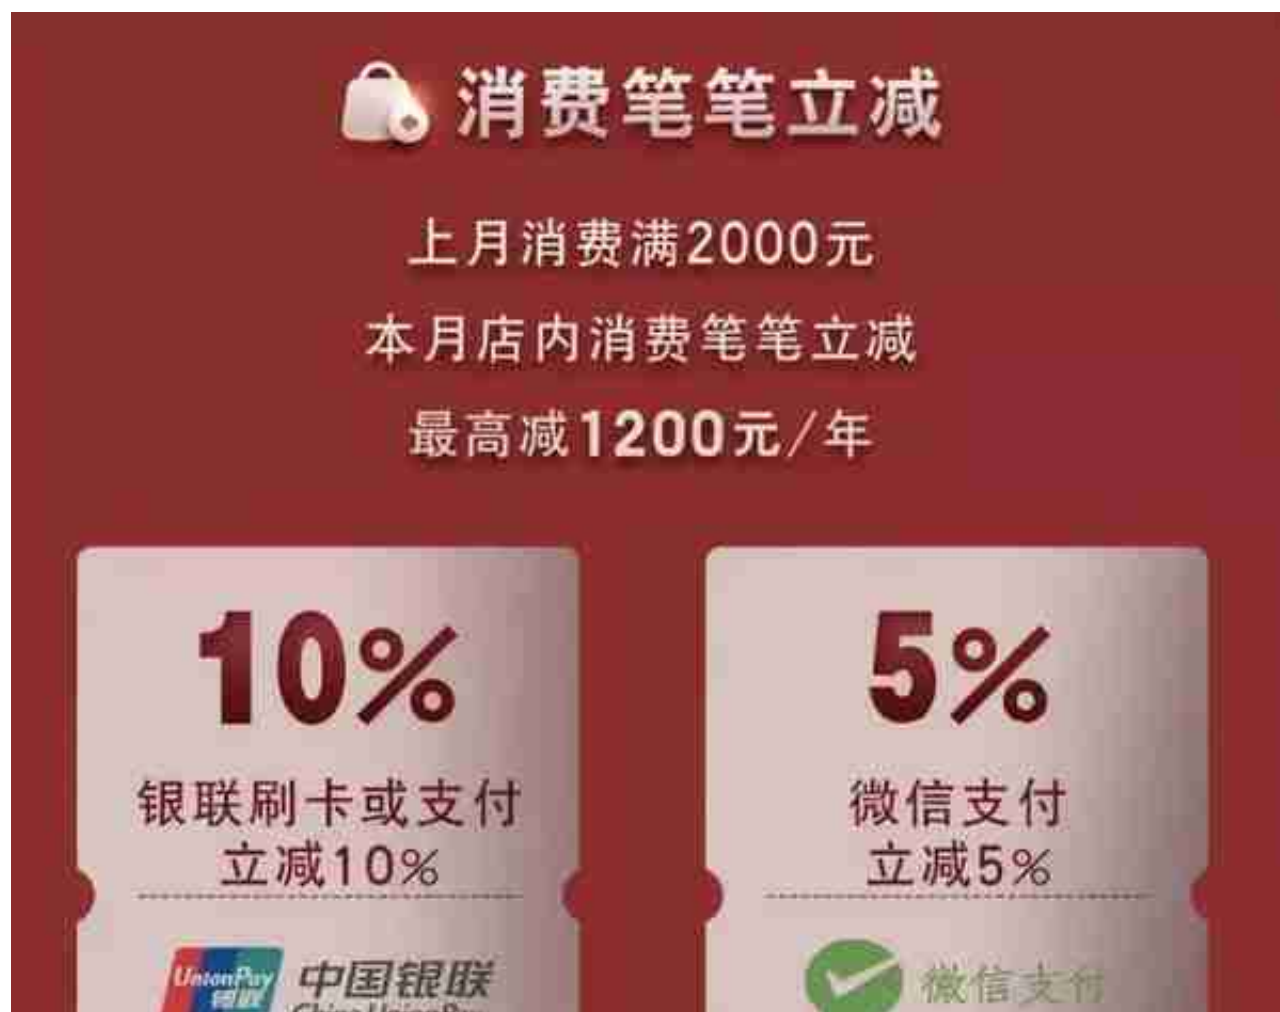 消费笔笔立减
上月消费满2000元
本月店内消费笔笔立减
最高减1200元/年
10%
银联刷卡或支付
立减10%
UnionPay
银联
中国银联
China UnionPay
5%
微信支付
立减5%
微信支付